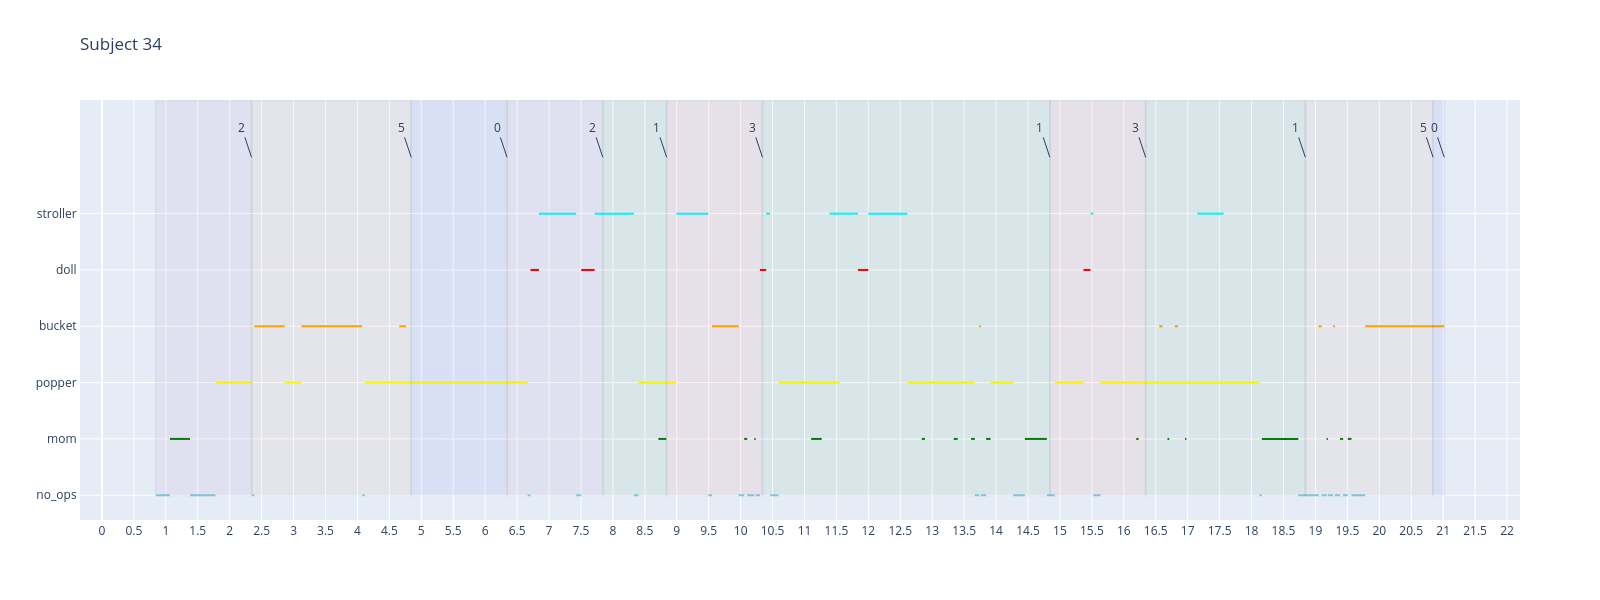 Subject 34
2 5 0 2 1 3 1 3 1 5 0
stroller
doll
bucket
popper
mom
no_ops
0 0.5 1 1.5 2 2.5 3 3.5 4 4.5 5 5.5 6 6.5 7 7.5 8 8.5 9 9.5 10 10.5 11 11.5 12 12.5 13 13.5 14 14.5 15 15.5 16 16.5 17 17.5 18 18.5 19 19.5 20 20.5 21 21.5 22